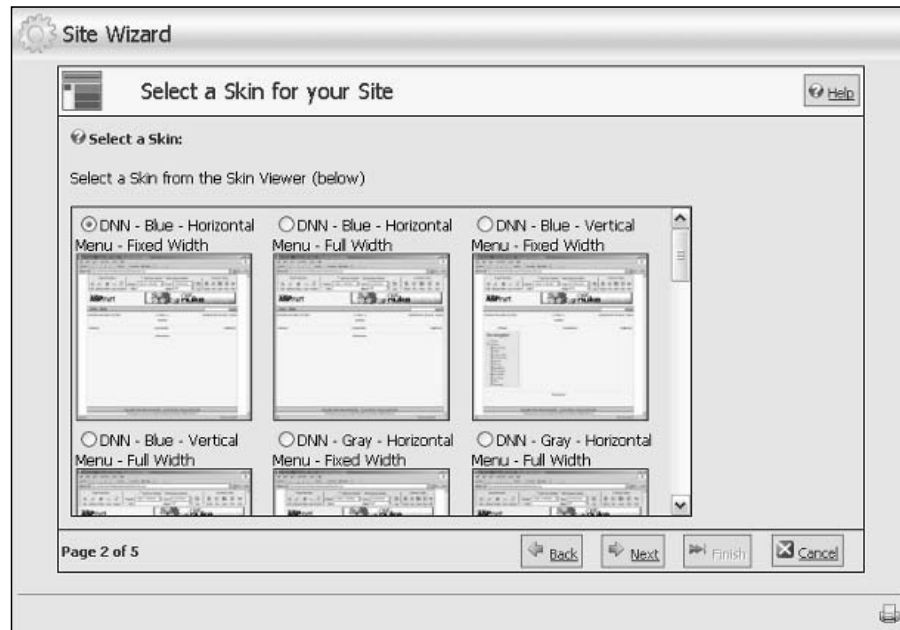 Site Wizard
Select a Skin for your Site
Help
Select a Skin:
Select a Skin from the Skin Viewer (below)
DNN - Blue - Horizontal Menu - Fixed Width
DNN - Blue - Horizontal Menu - Full Width
DNN - Blue - Vertical Menu - Fixed Width
DNN - Blue - Vertical Menu - Full Width
DNN - Gray - Horizontal Menu - Fixed Width
DNN - Gray - Horizontal Menu - Full Width
Page 2 of 5
Back
Next
Finish
Cancel